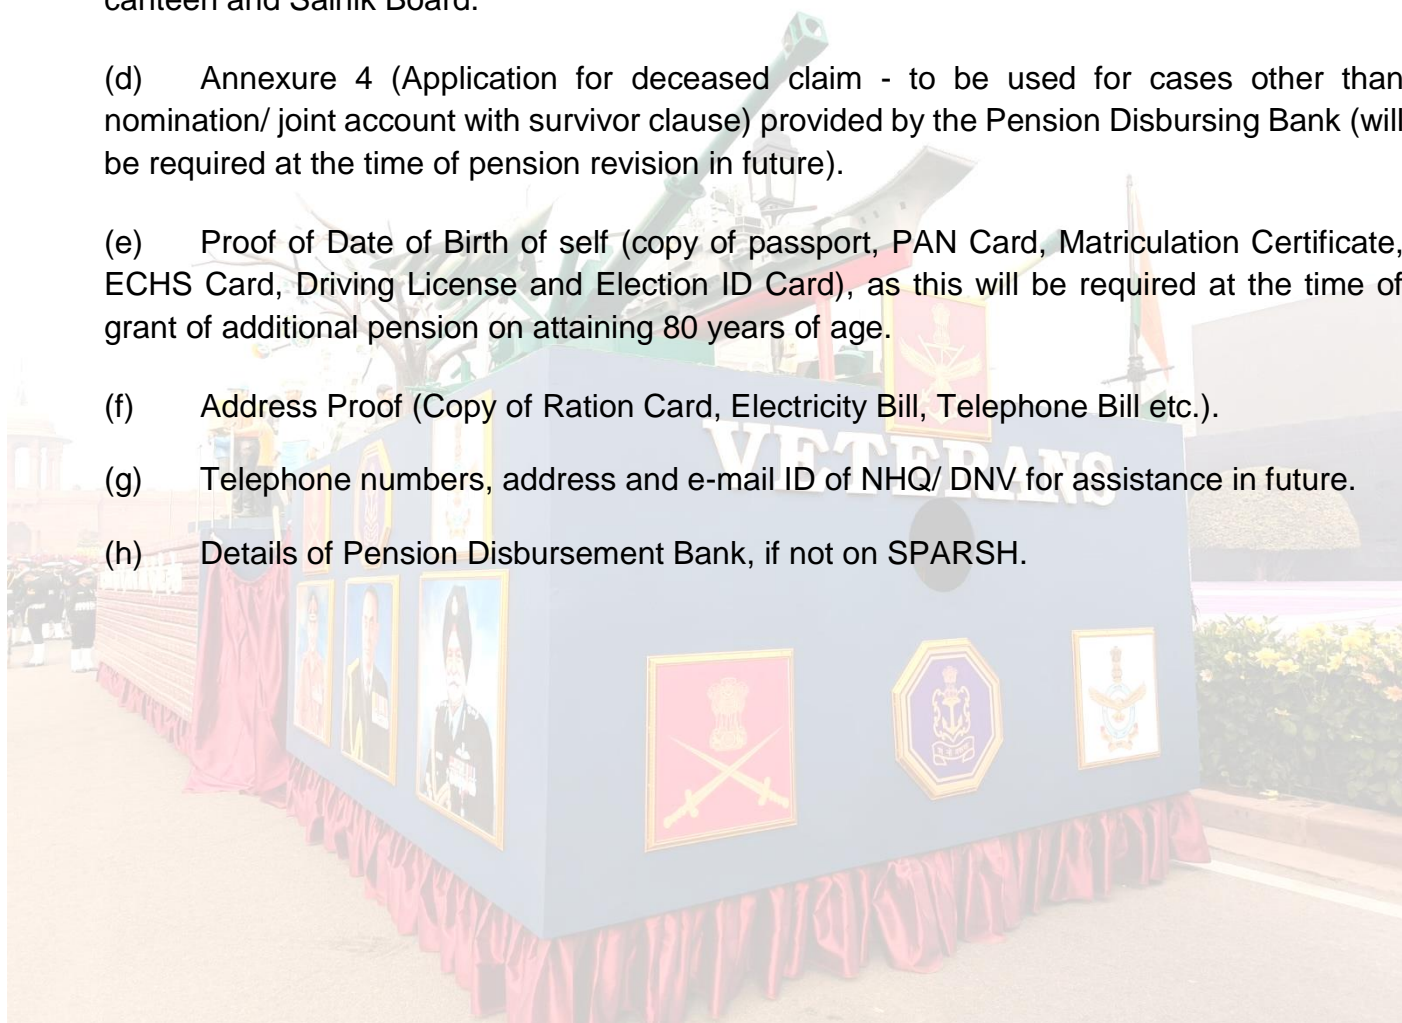 canteen and Sainik Board.
(d) Annexure 4 (Application for deceased claim - to be used for cases other than
nomination/ joint account with survivor clause) provided by the Pension Disbursing Bank (will
be required at the time of pension revision in future).
(e) Proof of Date of Birth of self (copy of passport, PAN Card, Matriculation Certificate,
ECHS Card, Driving License and Election ID Card), as this will be required at the time of
grant of additional pension on attaining 80 years of age.
(f) Address Proof (Copy of Ration Card, Electricity Bill, Telephone Bill etc.).
VETERANS
(g) Telephone numbers, address and e-mail ID of NHQ/ DNV for assistance in future.
(h) Details of Pension Disbursement Bank, if not on SPARSH.